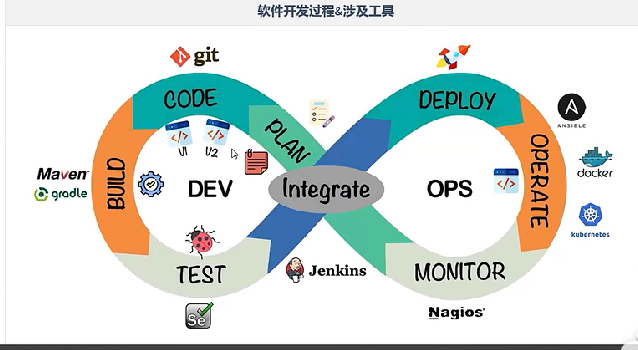 软件开发过程&涉及工具
git
CODE
DEPLOY
PLAN
V1
V2
ANSIBLE
BUILD
OPERATE
Maven
gradle
DEV
Integrate
OPS
docker
kubernetes
TEST
Jenkins
MONITOR
Se
Nagios®